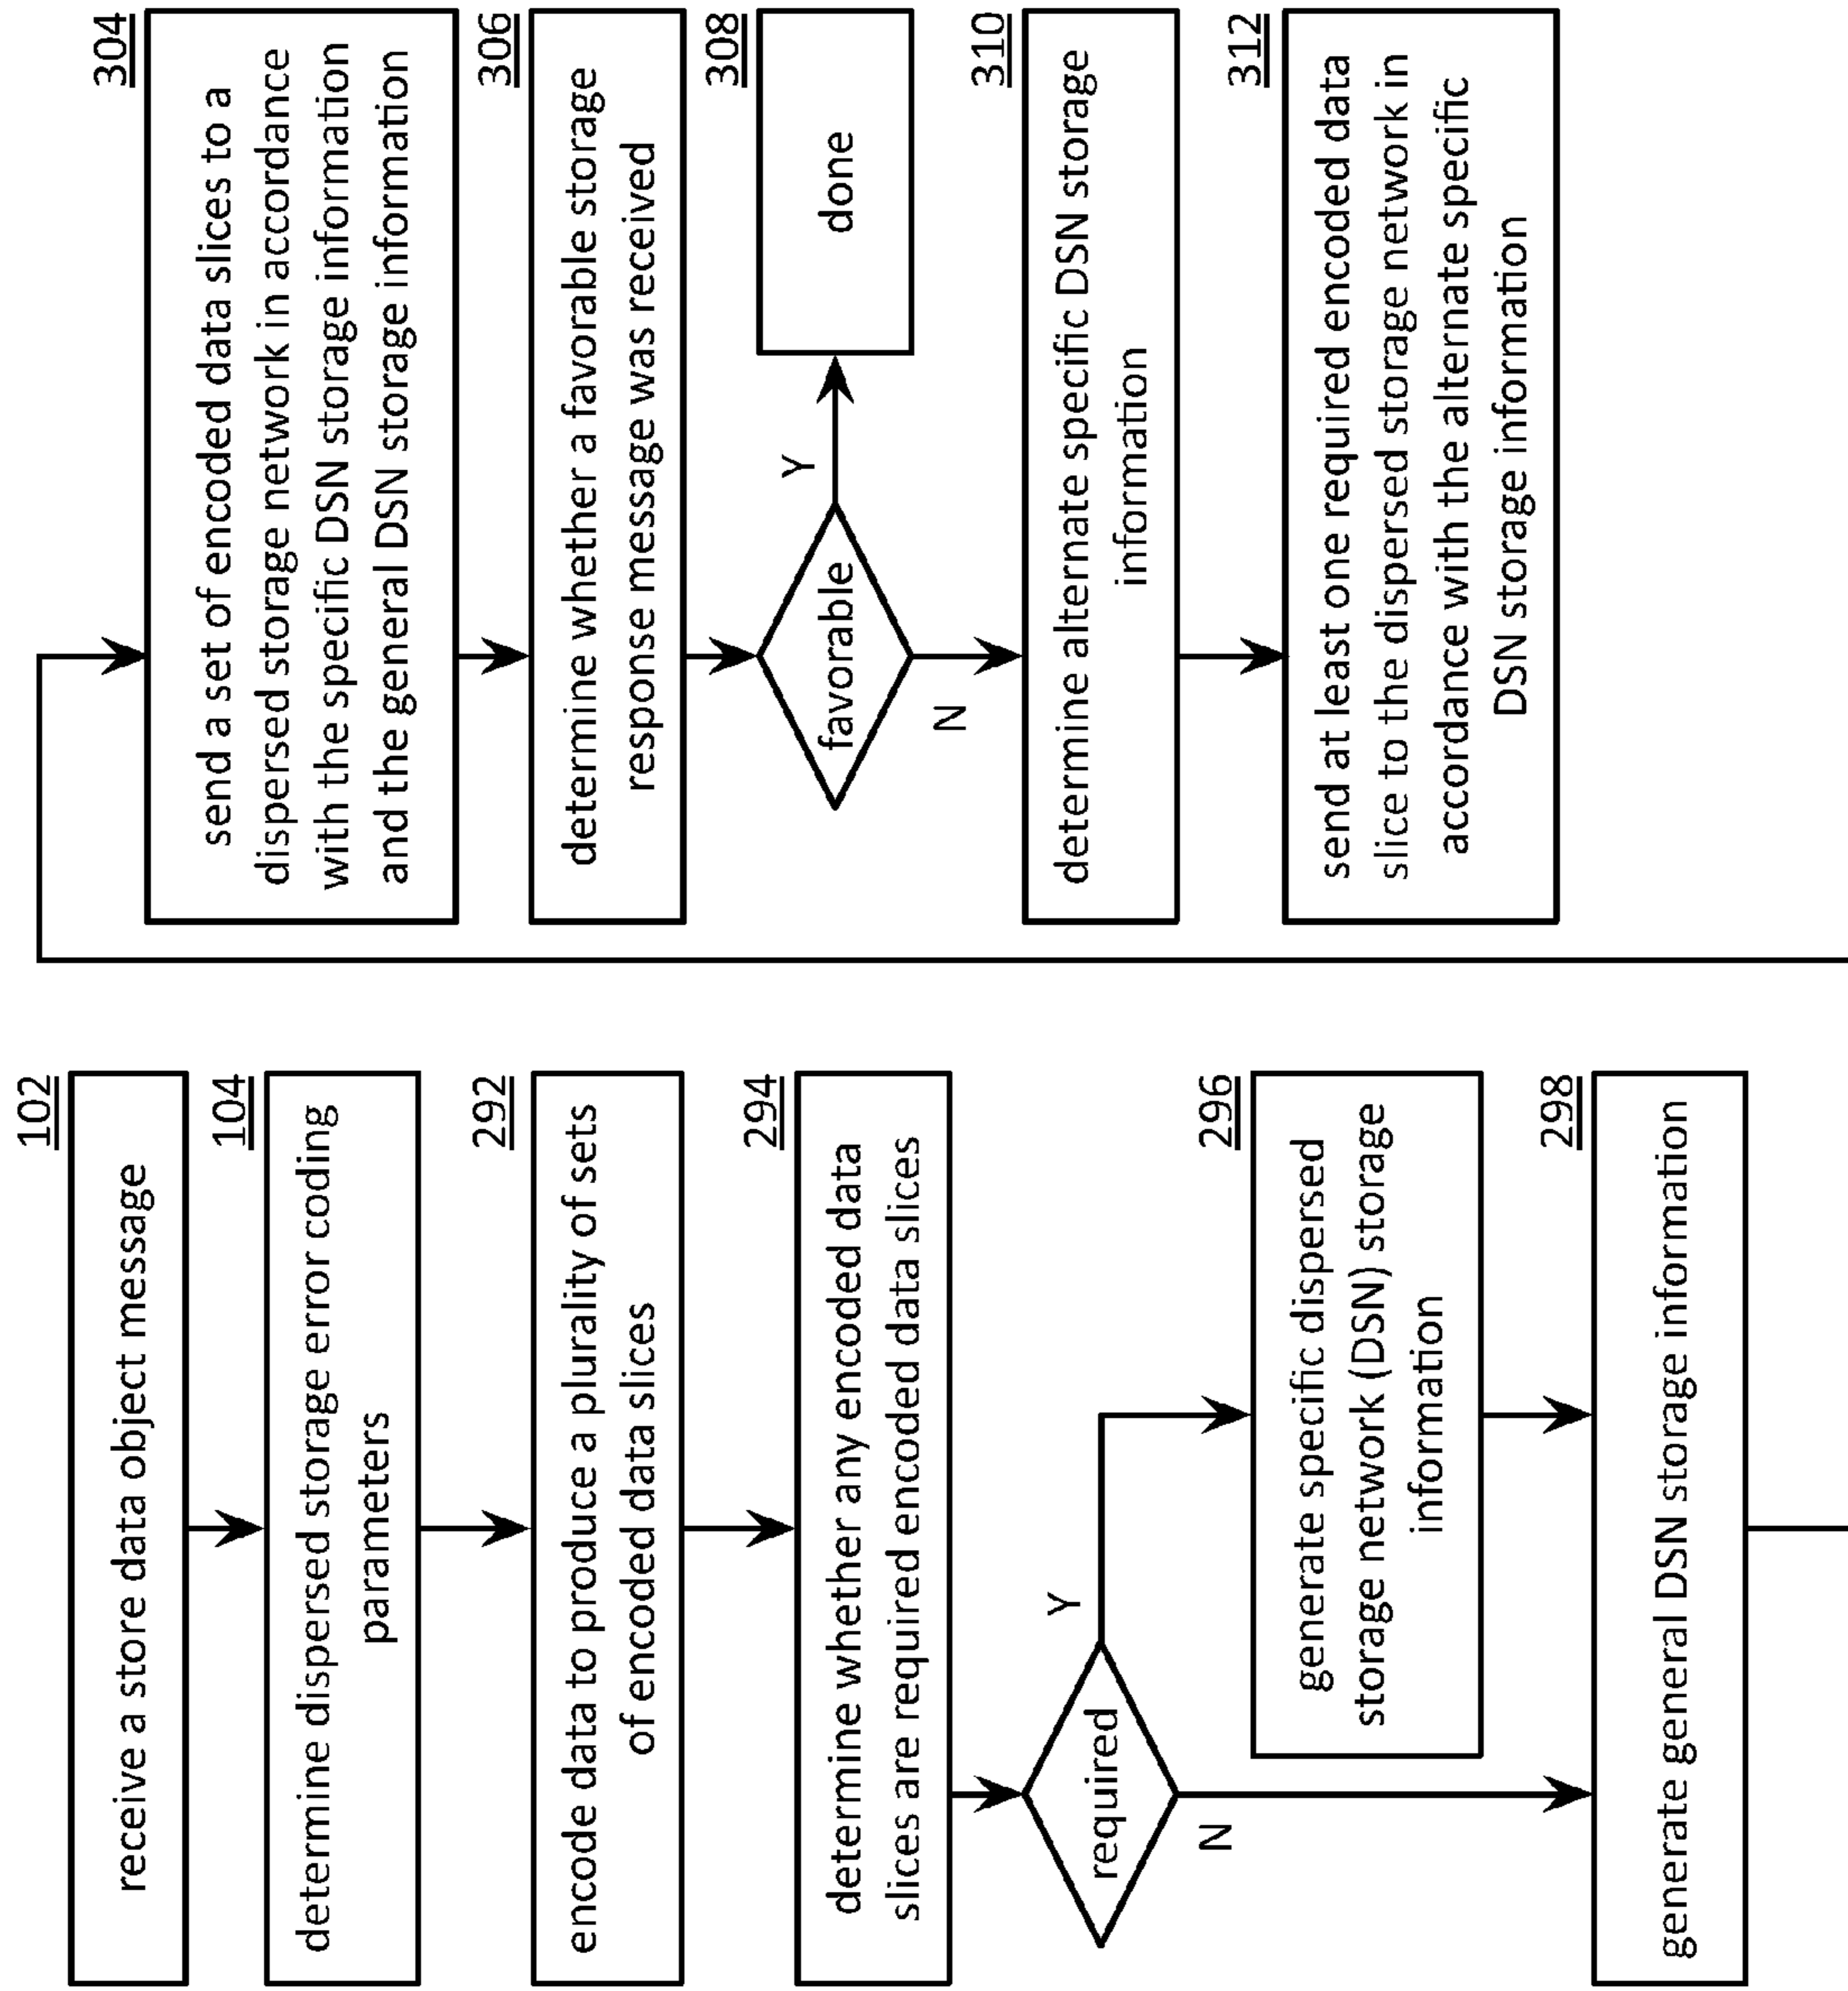 102
receive a store data object message
104
determine dispersed storage error coding
parameters
292
encode data to produce a plurality of sets
of encoded data slices
294
determine whether any encoded data
slices are required encoded data slices
required
Y
N
296
generate specific dispersed
storage network (DSN) storage
information
298
generate general DSN storage information
304
send a set of encoded data slices to a
dispersed storage network in accordance
with the specific DSN storage information
and the general DSN storage information
306
determine whether a favorable storage
response message was received
favorable
Y
N
308
done
310
determine alternate specific DSN storage
information
312
send at least one required encoded data
slice to the dispersed storage network in
accordance with the alternate specific
DSN storage information